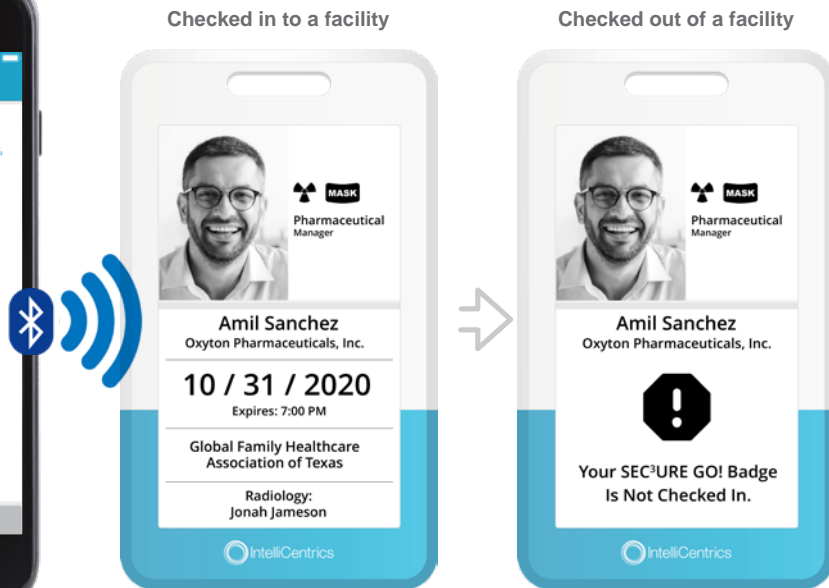 Checked in to a facility
MASK
Pharmaceutical
Manager
Amil Sanchez
Oxyton Pharmaceuticals, Inc.
10 / 31 / 2020
Expires: 7:00 PM
Global Family Healthcare
Association of Texas
Radiology:
Jonah Jameson
IntelliCentrics
Checked out of a facility
MASK
Pharmaceutical
Manager
Amil Sanchez
Oxyton Pharmaceuticals, Inc.
Your SEC³URE GO! Badge
Is Not Checked In.
IntelliCentrics